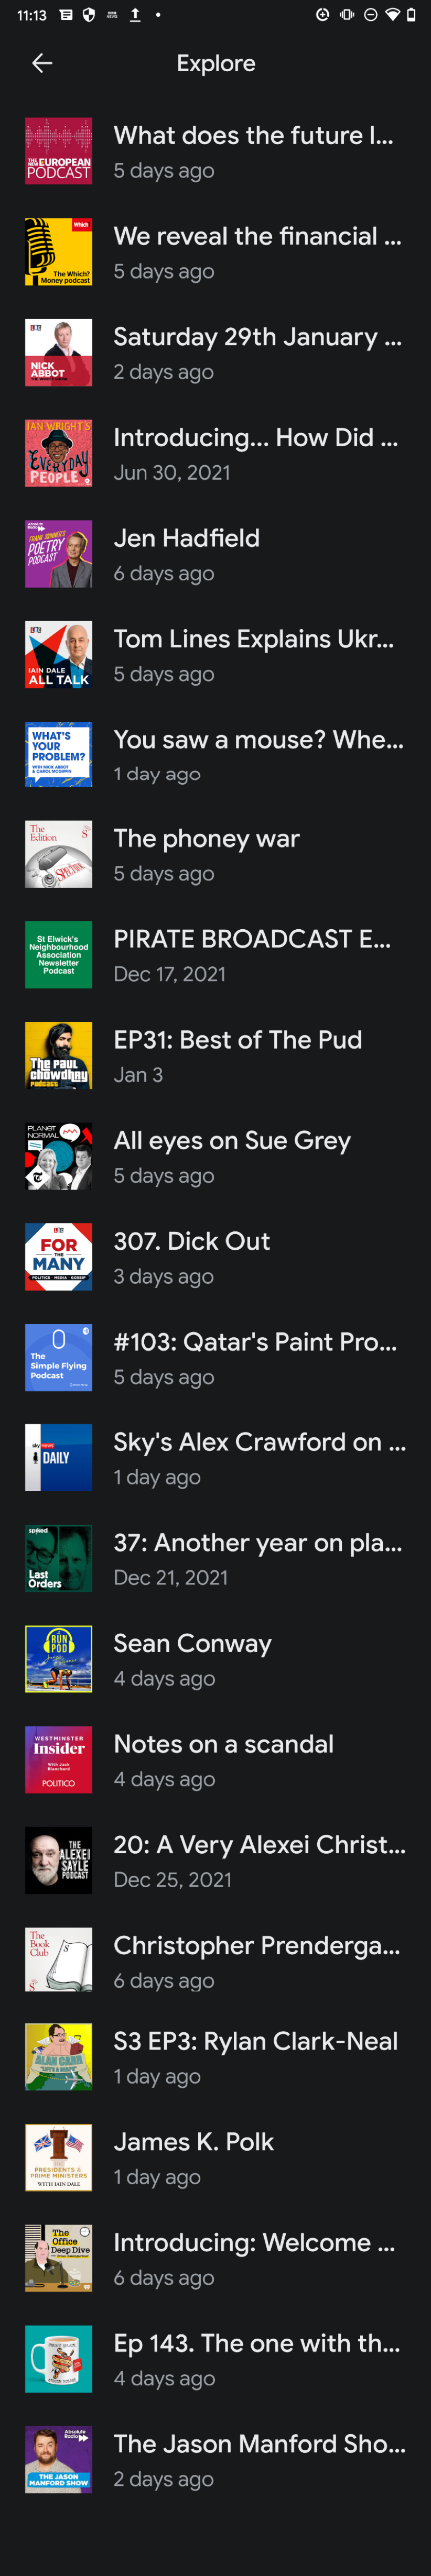 11:13
Explore
THE NEW EUROPEAN
PODCAST
What does the future l...
5 days ago
Which
The Which?
Money podcast
We reveal the financial ...
5 days ago
LBC
NICK
ABBOT
THE WHOLE SHOW
Saturday 29th January ...
2 days ago
IAN WRIGHT'S
EVERYDAY
PEOPLE
Introducing... How Did ...
Jun 30, 2021
Absolute
Radio
FRANK SKINNER'S
POETRY
PODCAST
Jen Hadfield
6 days ago
LBC
IAIN DALE
ALL TALK
Tom Lines Explains Ukr...
5 days ago
WHAT'S
YOUR
PROBLEM?
WITH NICK ABBOT
& CAROL MCGIFFIN
You saw a mouse? Whe...
1 day ago
The
Edition
The phoney war
5 days ago
St Elwick's
Neighbourhood
Association
Newsletter
Podcast
PIRATE BROADCAST E...
Dec 17, 2021
The Paul
Chowdhry
PODCAST
EP31: Best of The Pud
Jan 3
PLANET
NORMAL
All eyes on Sue Grey
5 days ago
LBC
FOR
THE
MANY
POLITICS MEDIA GOSSIP
307. Dick Out
3 days ago
The
Simple Flying
Podcast
#103: Qatar's Paint Pro...
5 days ago
sky news
DAILY
Sky's Alex Crawford on ...
1 day ago
spiked
Last
Orders
37: Another year on pla...
Dec 21, 2021
RUN
POD
Sean Conway
4 days ago
WESTMINSTER
Insider
With Jack
Blanchard
POLITICO
Notes on a scandal
4 days ago
THE
ALEXEI
SAYLE
PODCAST
20: A Very Alexei Christ...
Dec 25, 2021
The
Book
Club
Christopher Prenderga...
6 days ago
ALAN CARR
"LIFE'S A BEACH"
S3 EP3: Rylan Clark-Neal
1 day ago
PRESIDENTS &
PRIME MINISTERS
WITH IAIN DALE
James K. Polk
1 day ago
The
Office
Deep Dive
Introducing: Welcome ...
6 days ago
Ep 143. The one with th...
4 days ago
Absolute
Radio
THE JASON
MANFORD SHOW
The Jason Manford Sho...
2 days ago